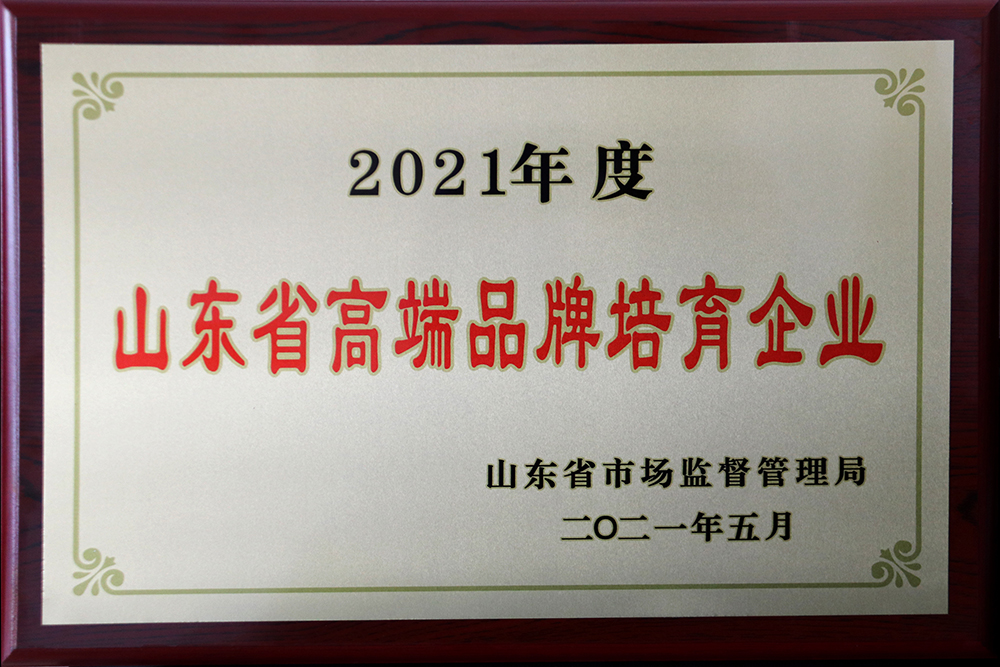 2021年度
山东省高端品牌培育企业
山东省市场监督管理局
二〇二一年五月